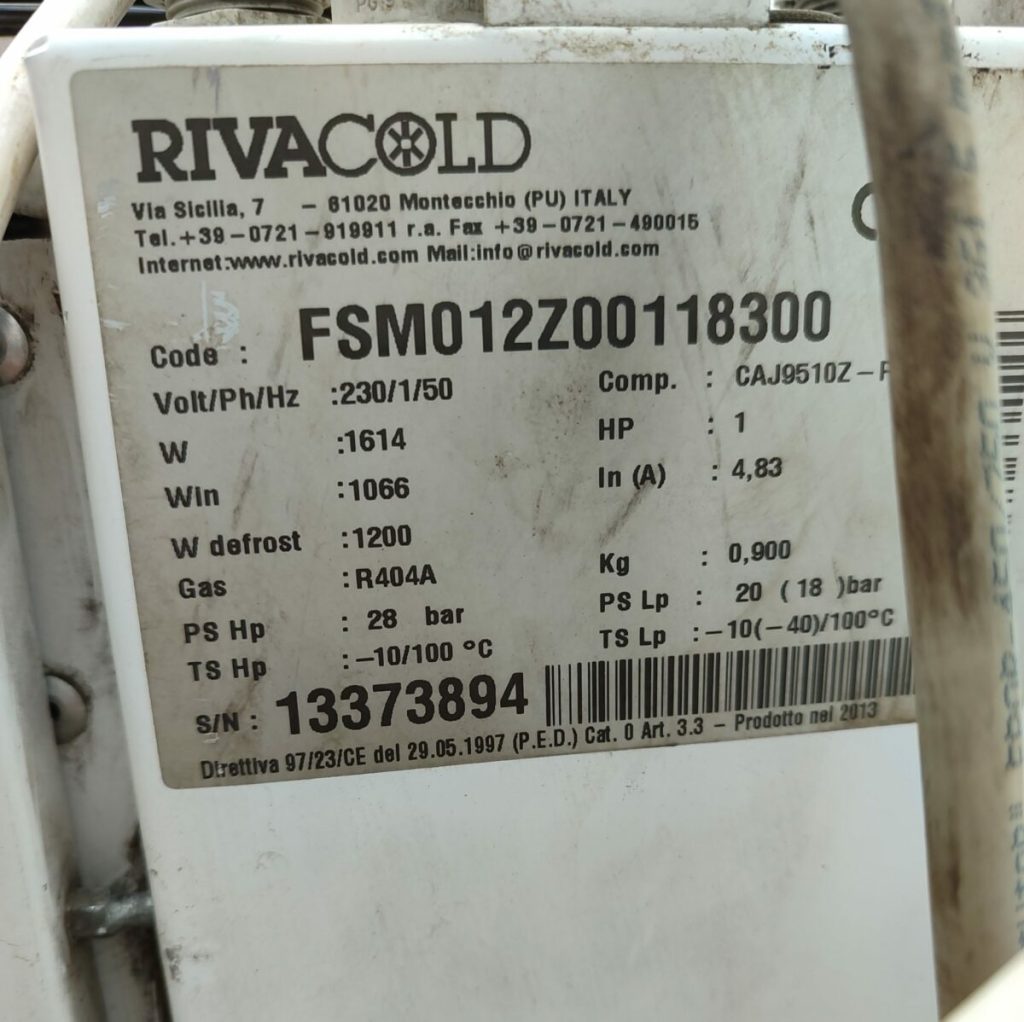 RIVACOLD
Via Sicilia, 7 - 61020 Montecchio (PU) ITALY
Tel.+39-0721-919911 r.a. Fax +39-0721-490015
Internet:www.rivacold.com Mail:info@rivacold.com
Code : FSM012Z00118300
Volt/Ph/Hz :230/1/50 Comp. : CAJ9510Z-
W :1614 HP : 1
Win :1066 In (A) : 4,83
W defrost :1200
Gas :R404A Kg : 0,900
PS Hp : 28 bar PS Lp : 20 ( 18 )bar
TS Hp :-10/100 °C TS Lp :-10(-40)/100°C
S/N : 13373894
Direttiva 97/23/CE del 29.05.1997 (P.E.D.) Cat. 0 Art. 3.3 - Prodotto nel 2013